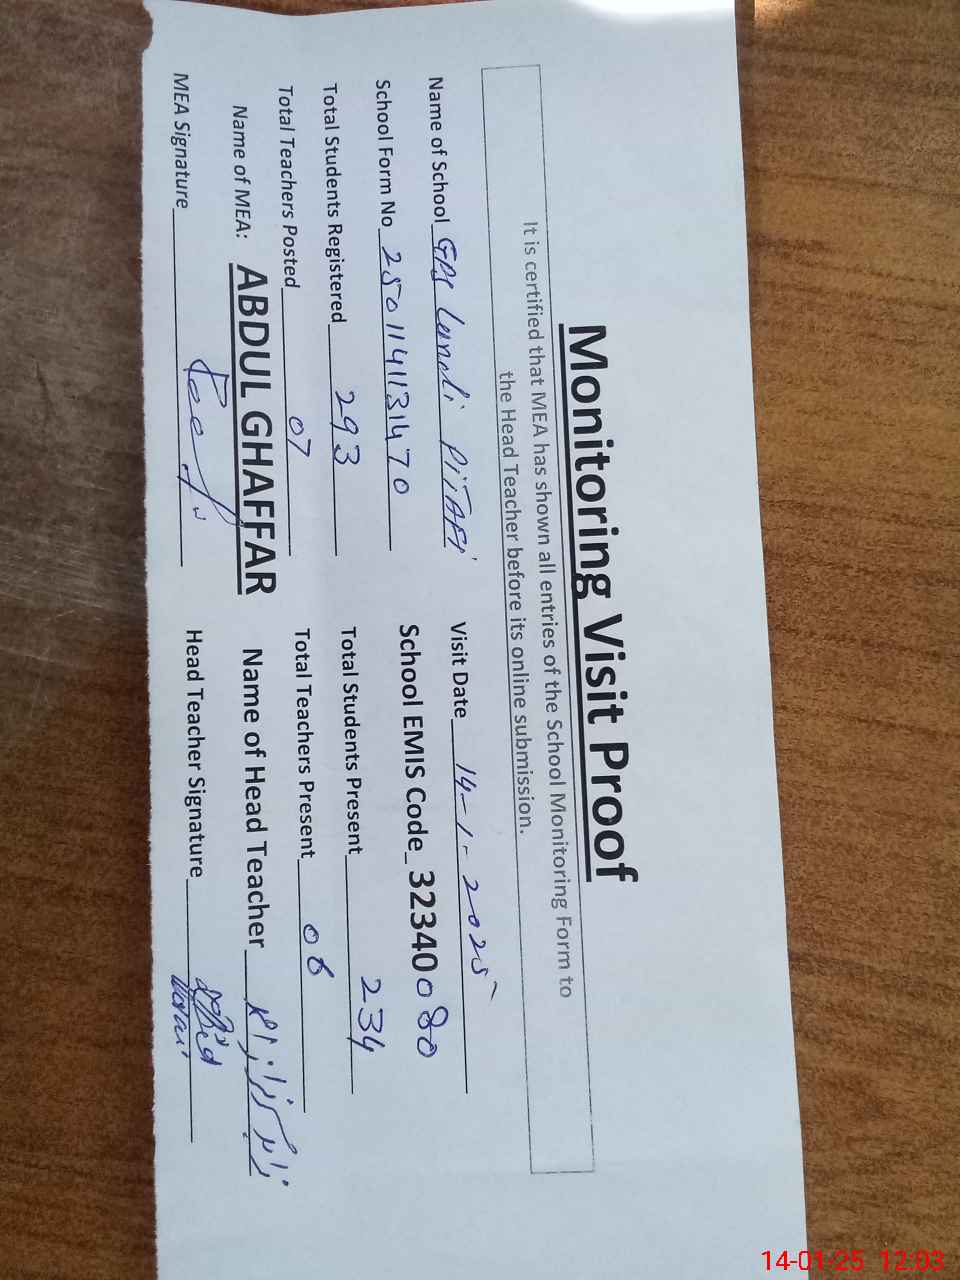 Monitoring Visit Proof
It is certified that MEA has shown all entries of the School Monitoring Form to
the Head Teacher before its online submission.
Name of School GPS Lundi PiTAFi Visit Date 14-1-2025
School Form No 2501141131470 School EMIS Code 32340080
Total Students Registered 293 Total Students Present 234
Total Teachers Posted 07 Total Teachers Present 06
Name of MEA: ABDUL GHAFFAR Name of Head Teacher
MEA Signature Head Teacher Signature
14-01-25 12:03